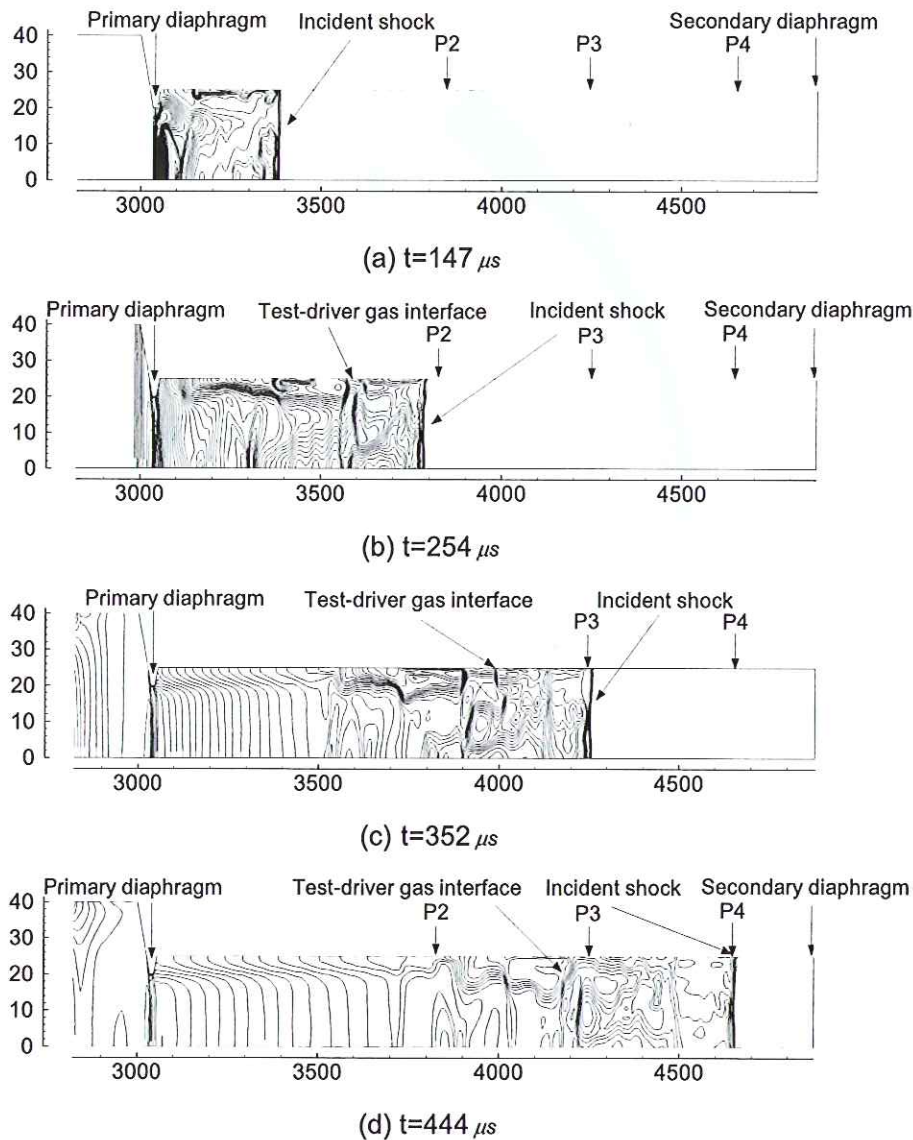 Primary diaphragm Incident shock Secondary diaphragm
P2 P3 P4
40
30
20
10
0
3000 3500 4000 4500
(a) t=147 μs
Primary diaphragm Test-driver gas interface Incident shock Secondary diaphragm
P2 P3 P4
40
30
20
10
0
3000 3500 4000 4500
(b) t=254 μs
Primary diaphragm Test-driver gas interface Incident shock
P3 P4
40
30
20
10
0
3000 3500 4000 4500
(c) t=352 μs
Primary diaphragm Test-driver gas interface Incident shock Secondary diaphragm
P2 P3 P4
40
30
20
10
0
3000 3500 4000 4500
(d) t=444 μs